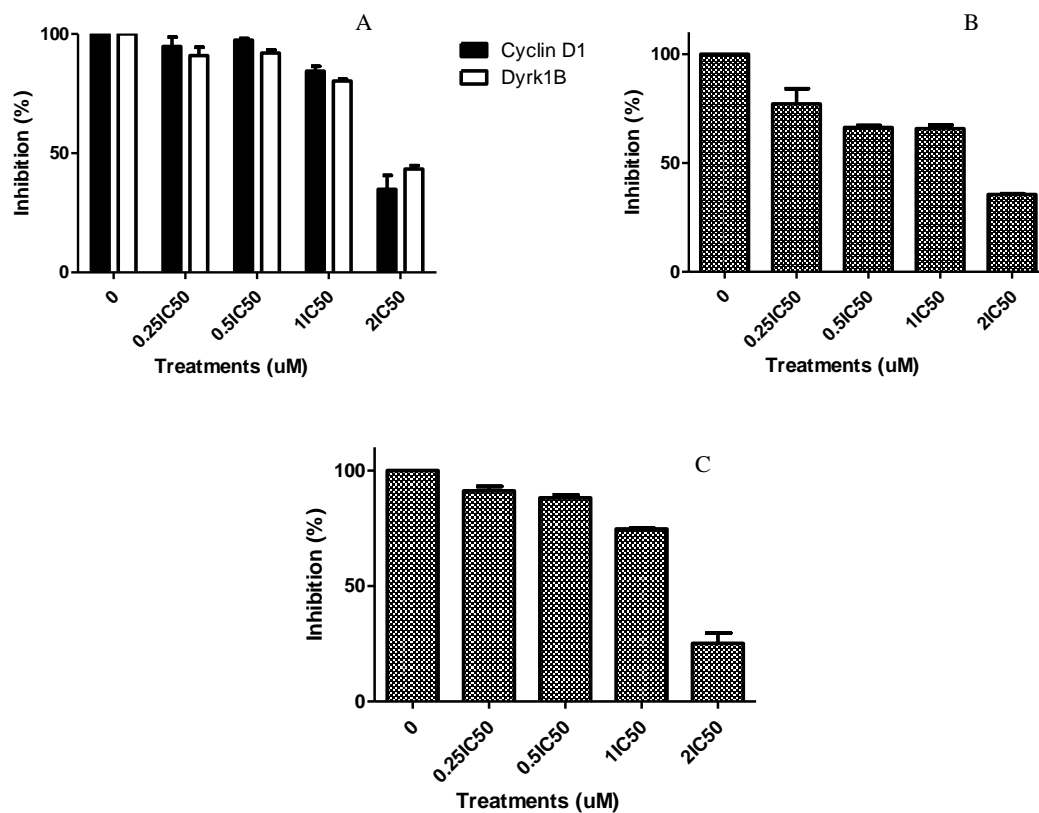 A
100
50
0
Inhibition (%)
0
0.25IC50
0.5IC50
1IC50
2IC50
Treatments (uM)
Cyclin D1
Dyrk1B
B
100
50
0
Inhibition (%)
0
0.25IC50
0.5IC50
1IC50
2IC50
Treatments (uM)
C
100
50
0
Inhibition (%)
0
0.25IC50
0.5IC50
1IC50
2IC50
Treatments (uM)